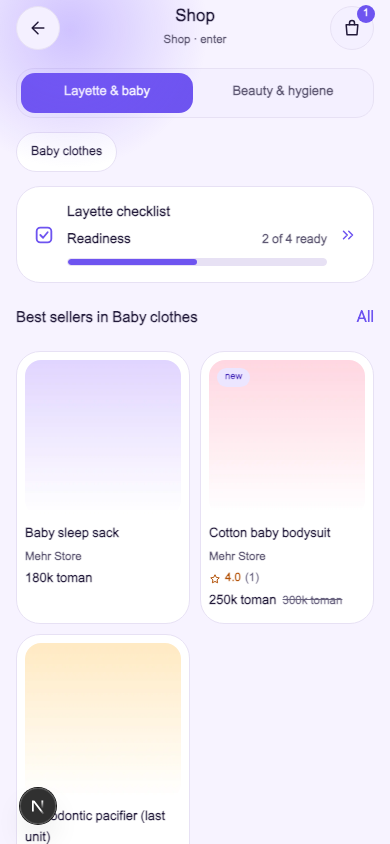 Shop
1
Shop · enter
Layette & baby
Beauty & hygiene
Baby clothes
Layette checklist
Readiness
2 of 4 ready
Best sellers in Baby clothes
All
new
Baby sleep sack
Mehr Store
180k toman
Cotton baby bodysuit
Mehr Store
4.0 (1)
250k toman 300k toman
N
(last
unit)